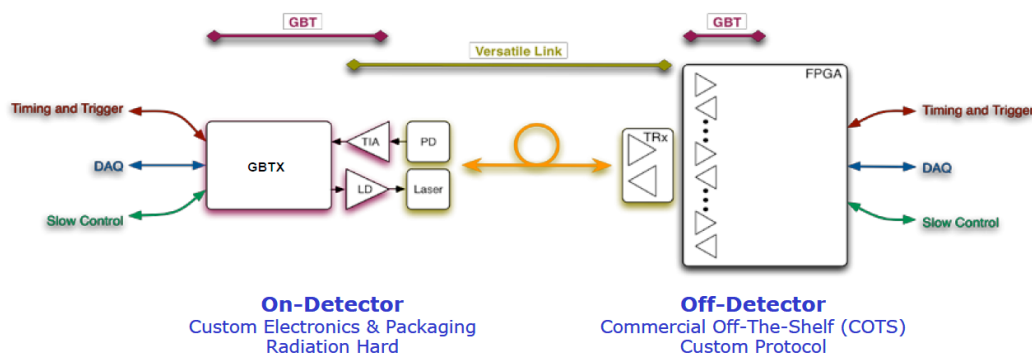 GBT
GBT
Versatile Link
FPGA
Timing and Trigger
DAQ
Slow Control
GBTX
TIA
PD
LD
Laser
TRx
Timing and Trigger
DAQ
Slow Control
On-Detector
Custom Electronics & Packaging
Radiation Hard
Off-Detector
Commercial Off-The-Shelf (COTS)
Custom Protocol